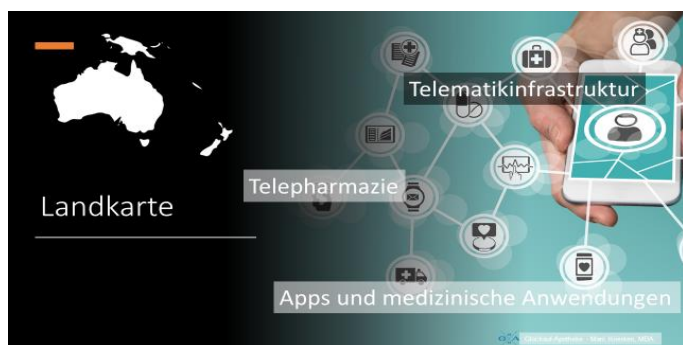 Telematikinfrastruktur
Telepharmazie
Landkarte
Apps und medizinische Anwendungen